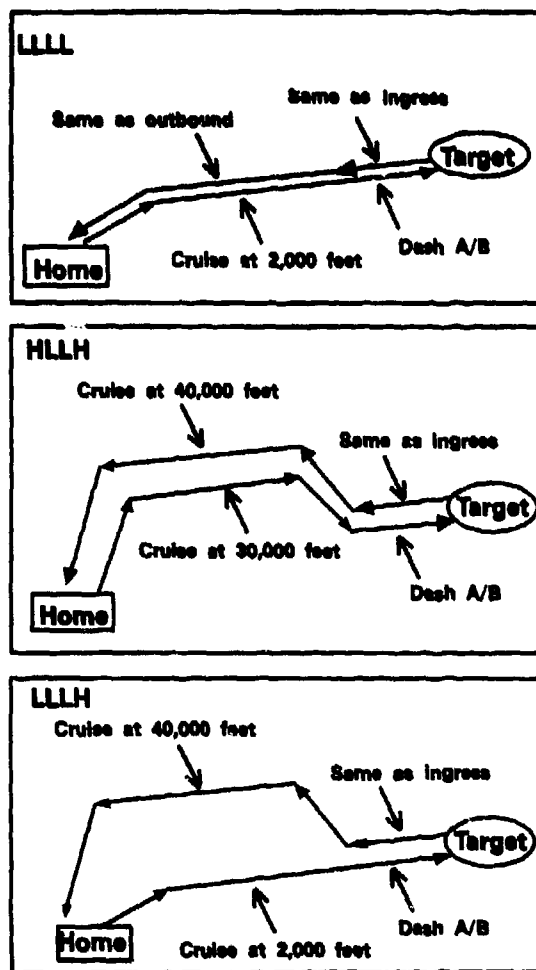 LLLL
Same as ingress
Same as outbound
Target
Dash A/B
Cruise at 2,000 feet
Home
HLLH
Cruise at 40,000 feet
Same as ingress
Target
Cruise at 30,000 feet
Dash A/B
Home
LLLH
Cruise at 40,000 feet
Same as ingress
Target
Dash A/B
Home
Cruise at 2,000 feet